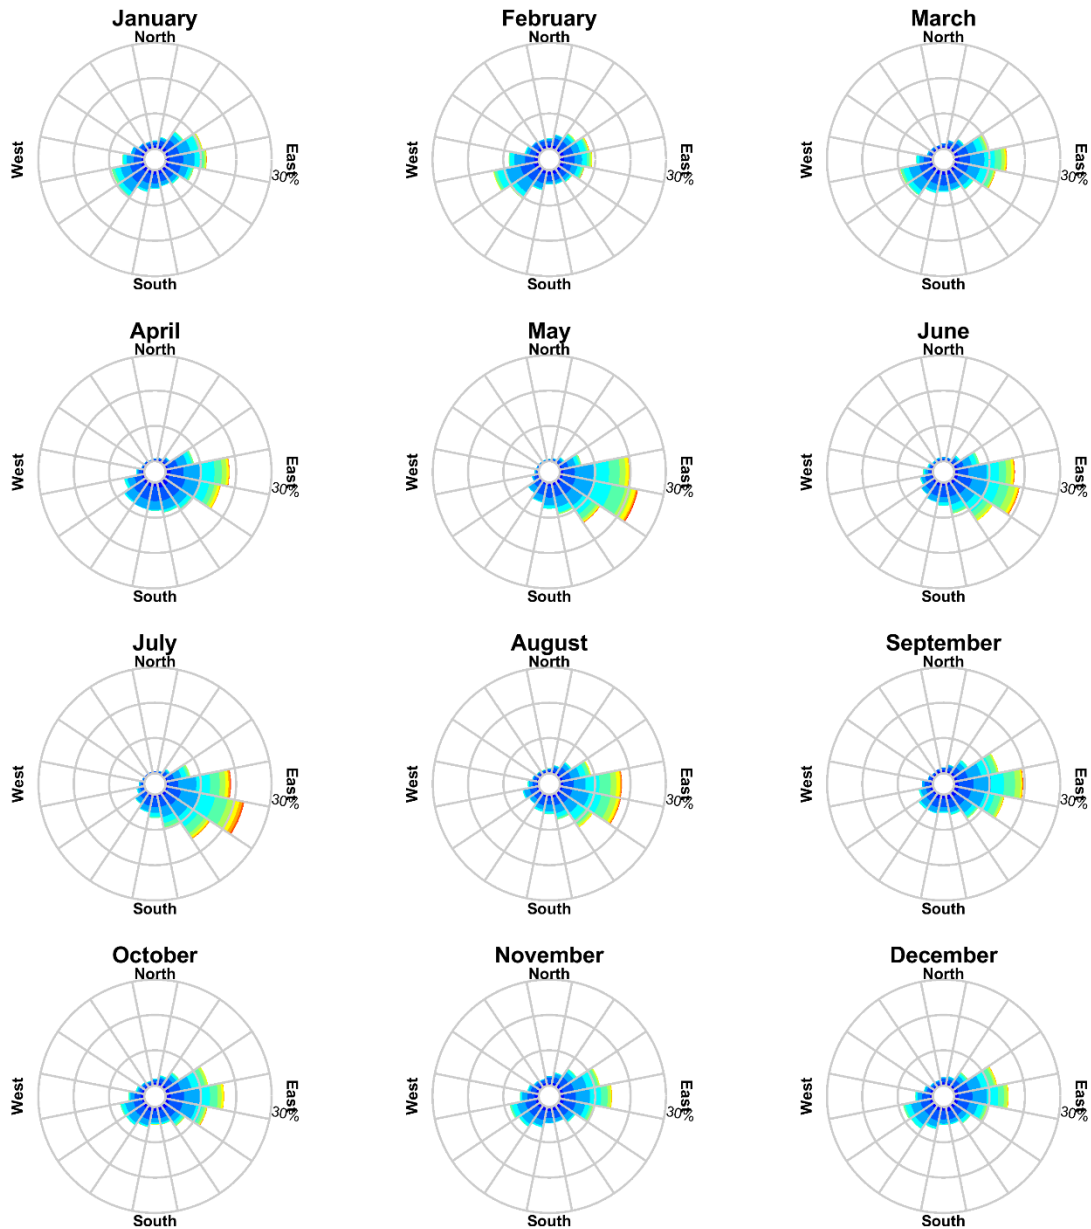 January
North
West
East
30%
South
February
North
West
East
30%
South
March
North
West
East
30%
South
April
North
West
East
30%
South
May
North
West
East
30%
South
June
North
West
East
30%
South
July
North
West
East
30%
South
August
North
West
East
30%
South
September
North
West
East
30%
South
October
North
West
East
30%
South
November
North
West
East
30%
South
December
North
West
East
30%
South